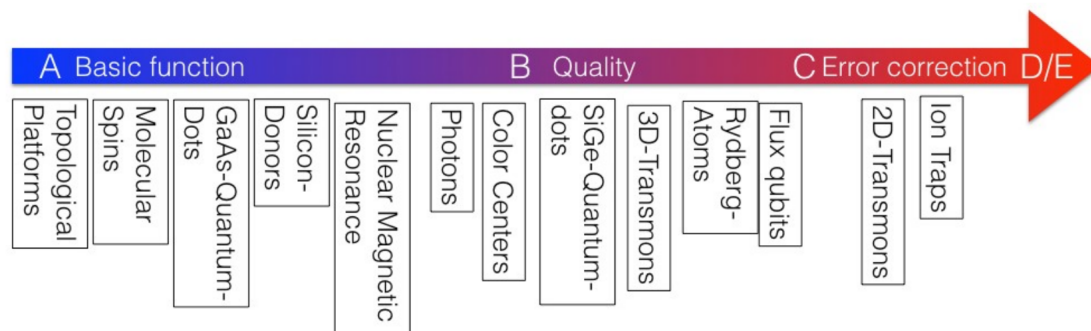 A Basic function B Quality C Error correction D/E
Topological
Platforms
Molecular
Spins
GaAs-Quantum-
Dots
Silicon-
Donors
Nuclear Magnetic
Resonance
Photons
Color Centers
SiGe-Quantum-
dots
3D-Transmons
Rydberg-
Atoms
Flux qubits
2D-Transmons
Ion Traps